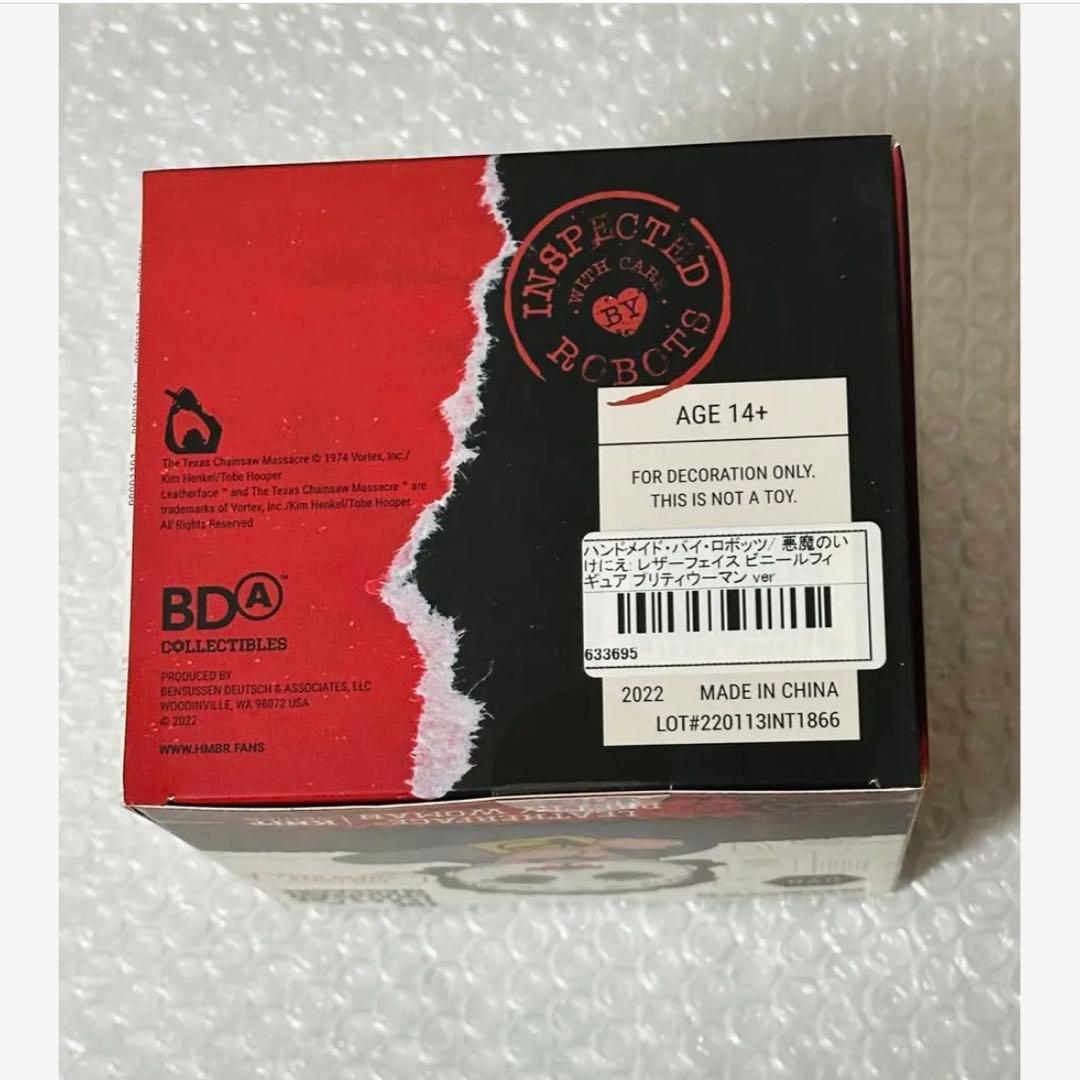 INSPECTED
WITH CARE
BY
ROBOTS
AGE 14+
FOR DECORATION ONLY.
THIS IS NOT A TOY.
The Texas Chainsaw Massacre © 1974 Vortex, Inc./
Kim Henkel/Tobe Hooper
Leatherface ™ and The Texas Chainsaw Massacre ™ are
trademarks of Vortex, Inc./Kim Henkel/Tobe Hooper.
All Rights Reserved
BDA™
COLLECTIBLES
PRODUCED BY
BENSUSSEN DEUTSCH & ASSOCIATES, LLC
WOODINVILLE, WA 98072 USA
© 2022
WWW.HMBR.FANS
ハンドメイド・バイ・ロボッツ/ 悪魔のい
けにえ: レザーフェイス ビニールフィ
ギュア プリティウーマン ver
633695
2022 MADE IN CHINA
LOT#220113INT1866
LEATHERFACE
PRETTY WOMAN